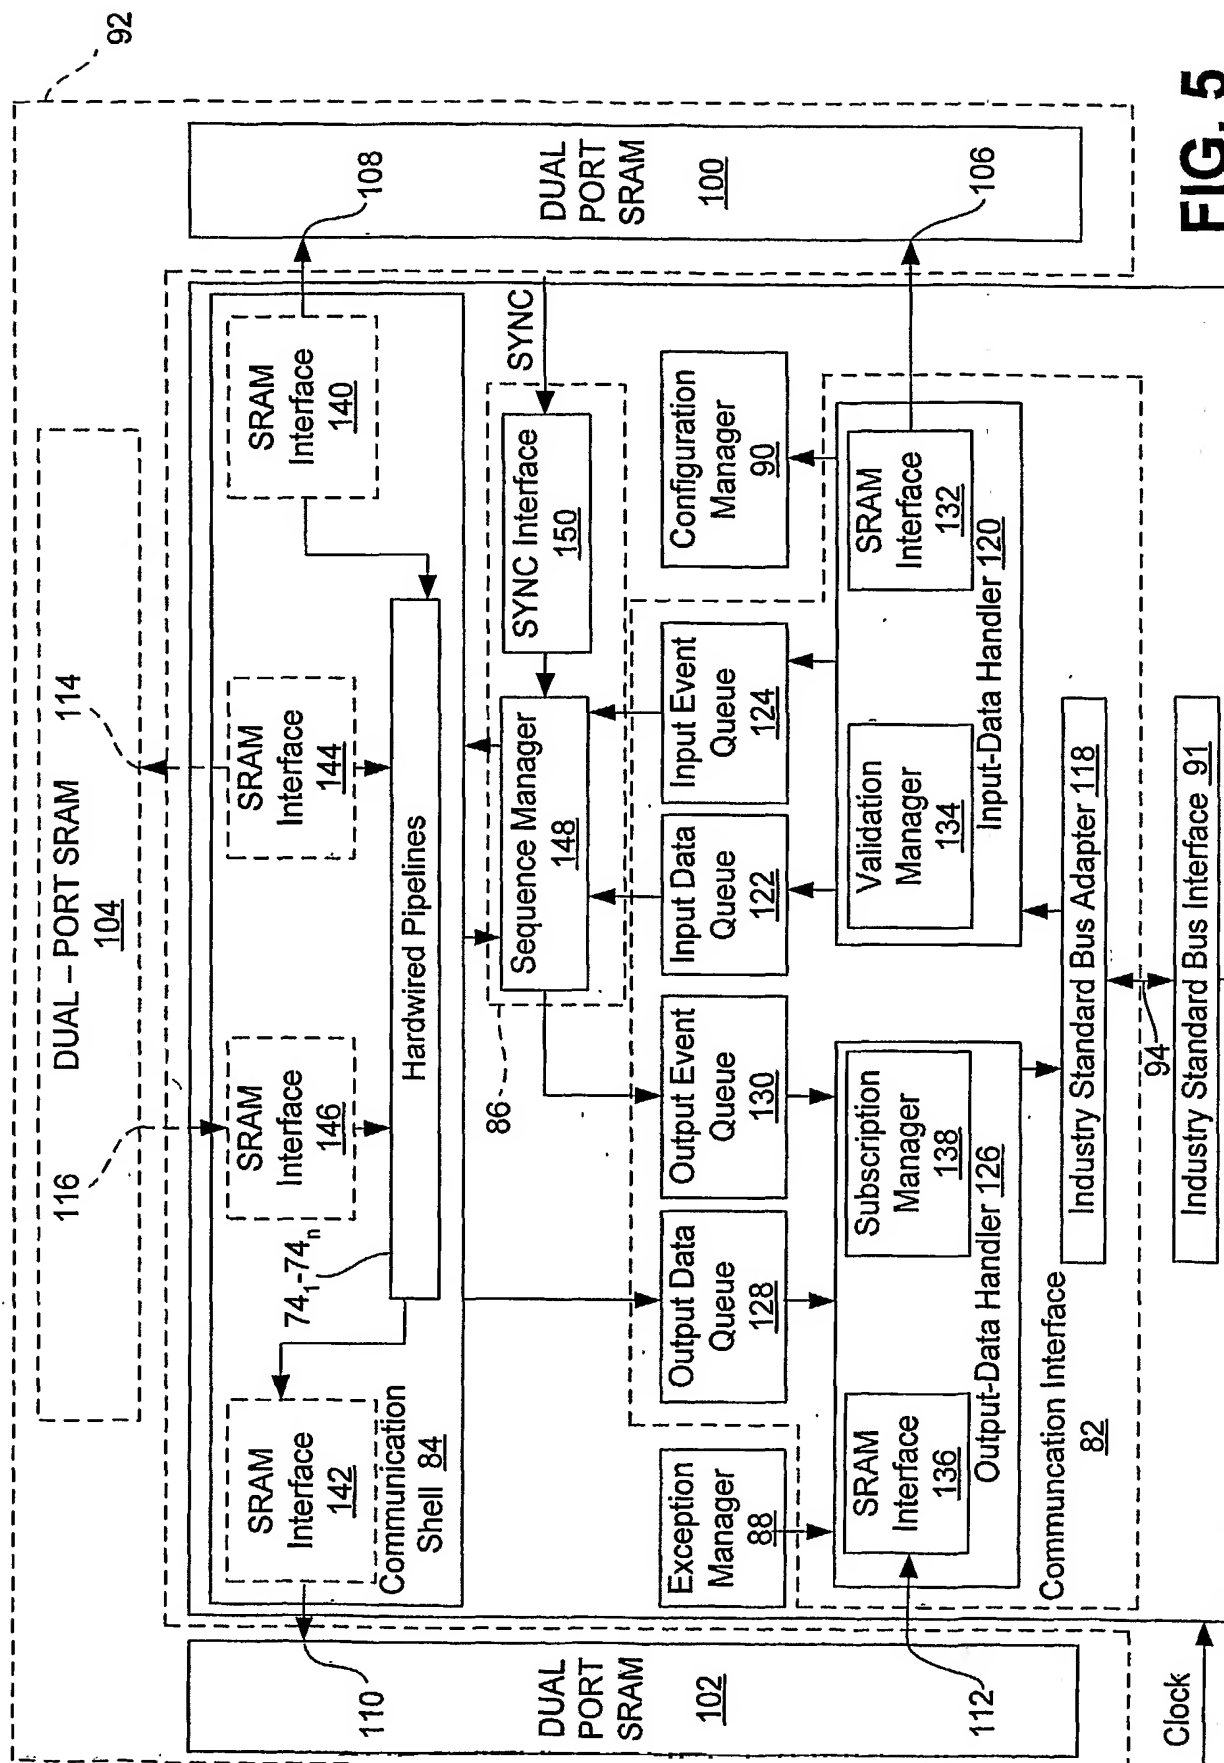 92
116
DUAL – PORT SRAM
104
114
SRAM
Interface
142
SRAM
Interface
146
SRAM
Interface
144
SRAM
Interface
140
110
108
Communication
Shell 84
74₁-74ₙ
Hardwired Pipelines
86
Sequence Manager
148
SYNC Interface
150
SYNC
DUAL
PORT
SRAM
102
DUAL
PORT
SRAM
100
Exception
Manager
88
Output Data
Queue
128
Output Event
Queue
130
Input Data
Queue
122
Input Event
Queue
124
Configuration
Manager
90
SRAM
Interface
136
Subscription
Manager
138
Output-Data Handler 126
Validation
Manager
134
SRAM
Interface
132
Input-Data Handler 120
112
106
Communcation Interface
82
Industry Standard Bus Adapter 118
94
Industry Standard Bus Interface 91
Clock
FIG. 5